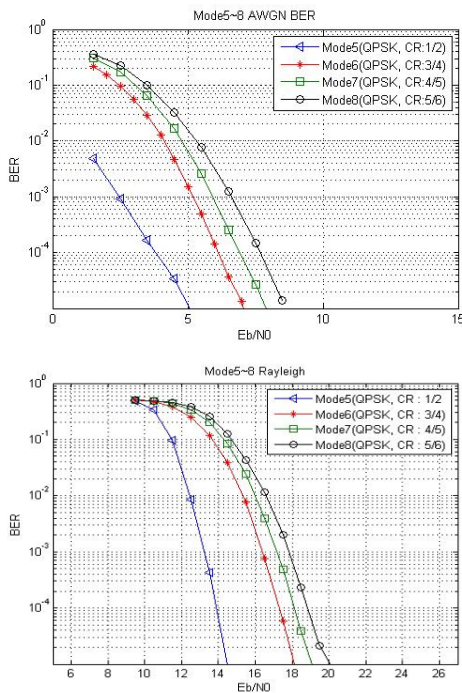 Mode5~8 AWGN BER
10^0
10^-1
10^-2
10^-3
10^-4
BER
Mode5(QPSK, CR:1/2)
Mode6(QPSK, CR:3/4)
Mode7(QPSK, CR:4/5)
Mode8(QPSK, CR:5/6)
0 5 10 15
Eb/N0
Mode5~8 Rayleigh
10^0
10^-1
10^-2
10^-3
10^-4
BER
Mode5(QPSK, CR : 1/2
Mode6(QPSK, CR : 3/4)
Mode7(QPSK, CR : 4/5)
Mode8(QPSK, CR : 5/6)
6 8 10 12 14 16 18 20 22 24 26
Eb/N0